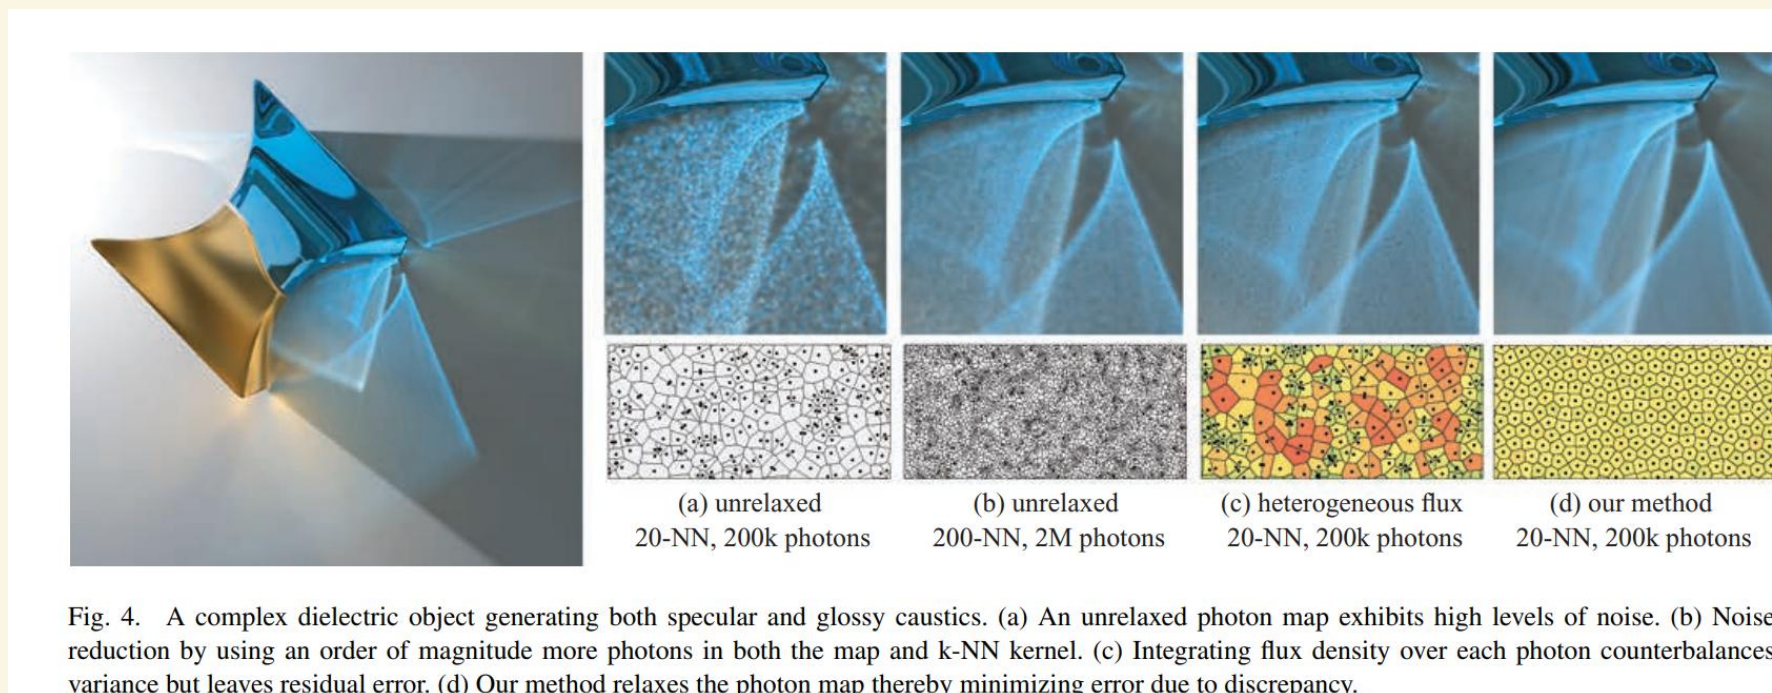 (a) unrelaxed
20-NN, 200k photons
(b) unrelaxed
200-NN, 2M photons
(c) heterogeneous flux
20-NN, 200k photons
(d) our method
20-NN, 200k photons
Fig. 4. A complex dielectric object generating both specular and glossy caustics. (a) An unrelaxed photon map exhibits high levels of noise. (b) Noise
reduction by using an order of magnitude more photons in both the map and k-NN kernel. (c) Integrating flux density over each photon counterbalances
variance but leaves residual error. (d) Our method relaxes the photon map thereby minimizing error due to discrepancy.